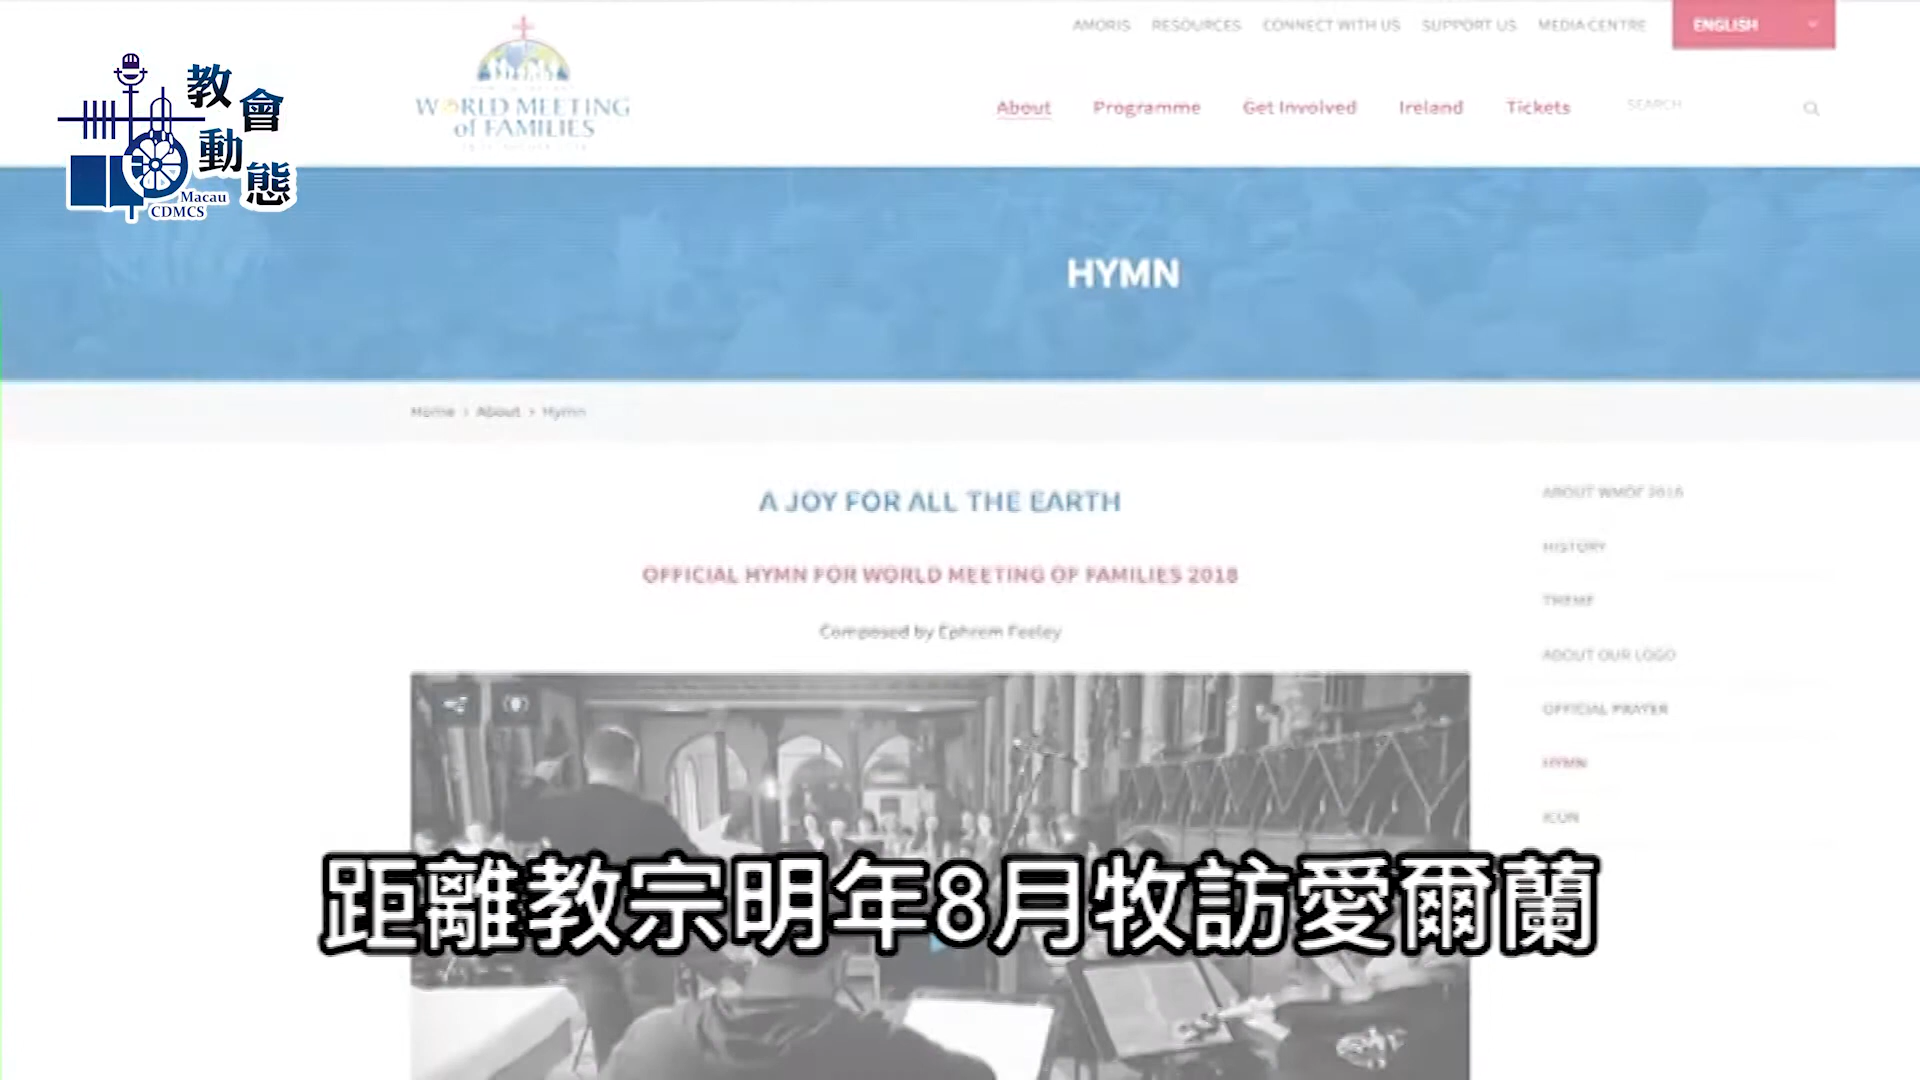 AMORIS RESOURCES CONNECT WITH US SUPPORT US MEDIA CENTRE ENGLISH
教會動態
Macau
CDMCS
WORLD MEETING
of FAMILIES
About Programme Get Involved Ireland Tickets SEARCH
HYMN
Home › About › Hymn
A JOY FOR ALL THE EARTH
OFFICIAL HYMN FOR WORLD MEETING OF FAMILIES 2018
Composed by Ephrem Feeley
ABOUT WMOF 2018
HISTORY
THEME
ABOUT OUR LOGO
OFFICIAL PRAYER
HYMN
ICON
距離教宗明年8月牧訪愛爾蘭